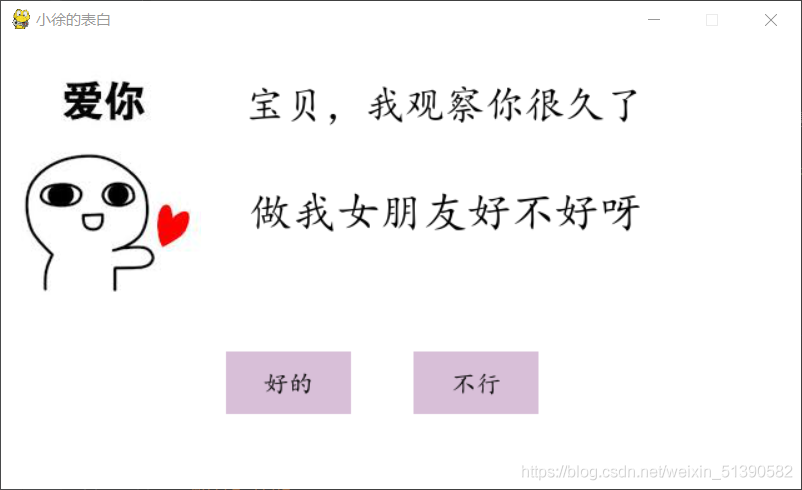 小徐的表白
爱你
宝贝，我观察你很久了
做我女朋友好不好呀
好的 不行
https://blog.csdn.net/weixin_51390582